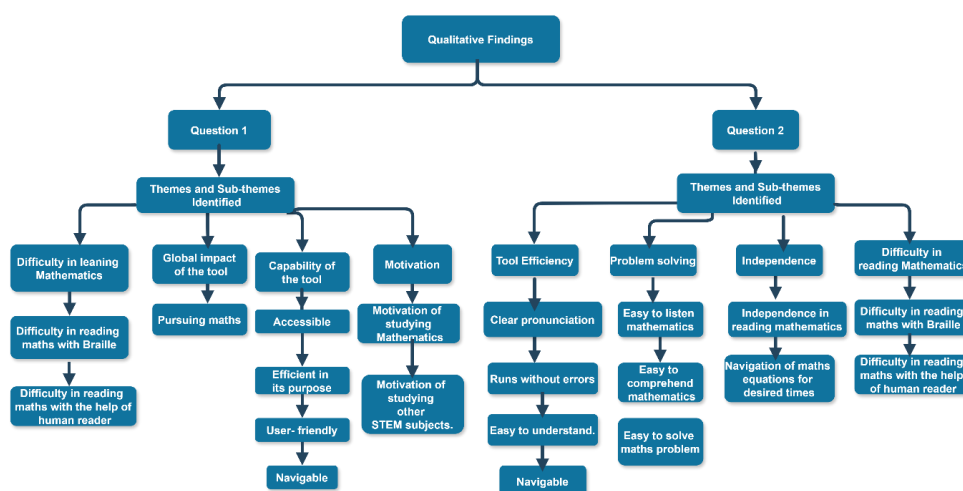 Qualitative Findings
Question 1
Question 2
Themes and Sub-themes
Identified
Themes and Sub-themes
Identified
Difficulty in leaning
Mathematics
Difficulty in reading
maths with Braille
Difficulty in reading
maths with the help of
human reader
Global impact
of the tool
Pursuing maths
Capability of
the tool
Accessible
Efficient in
its purpose
User- friendly
Navigable
Motivation
Motivation of
studying
Mathematics
Motivation of
studying
other
STEM subjects.
Tool Efficiency
Clear pronunciation
Runs without errors
Easy to understand.
Navigable
Problem solving
Easy to listen
mathematics
Easy to
comprehend
mathematics
Easy to solve
maths problem
Independence
Independence in
reading mathematics
Navigation of maths
equations for
desired times
Difficulty in
reading Mathematics
Difficulty in reading
maths with Braille
Difficulty in reading
maths with the help
of human reader